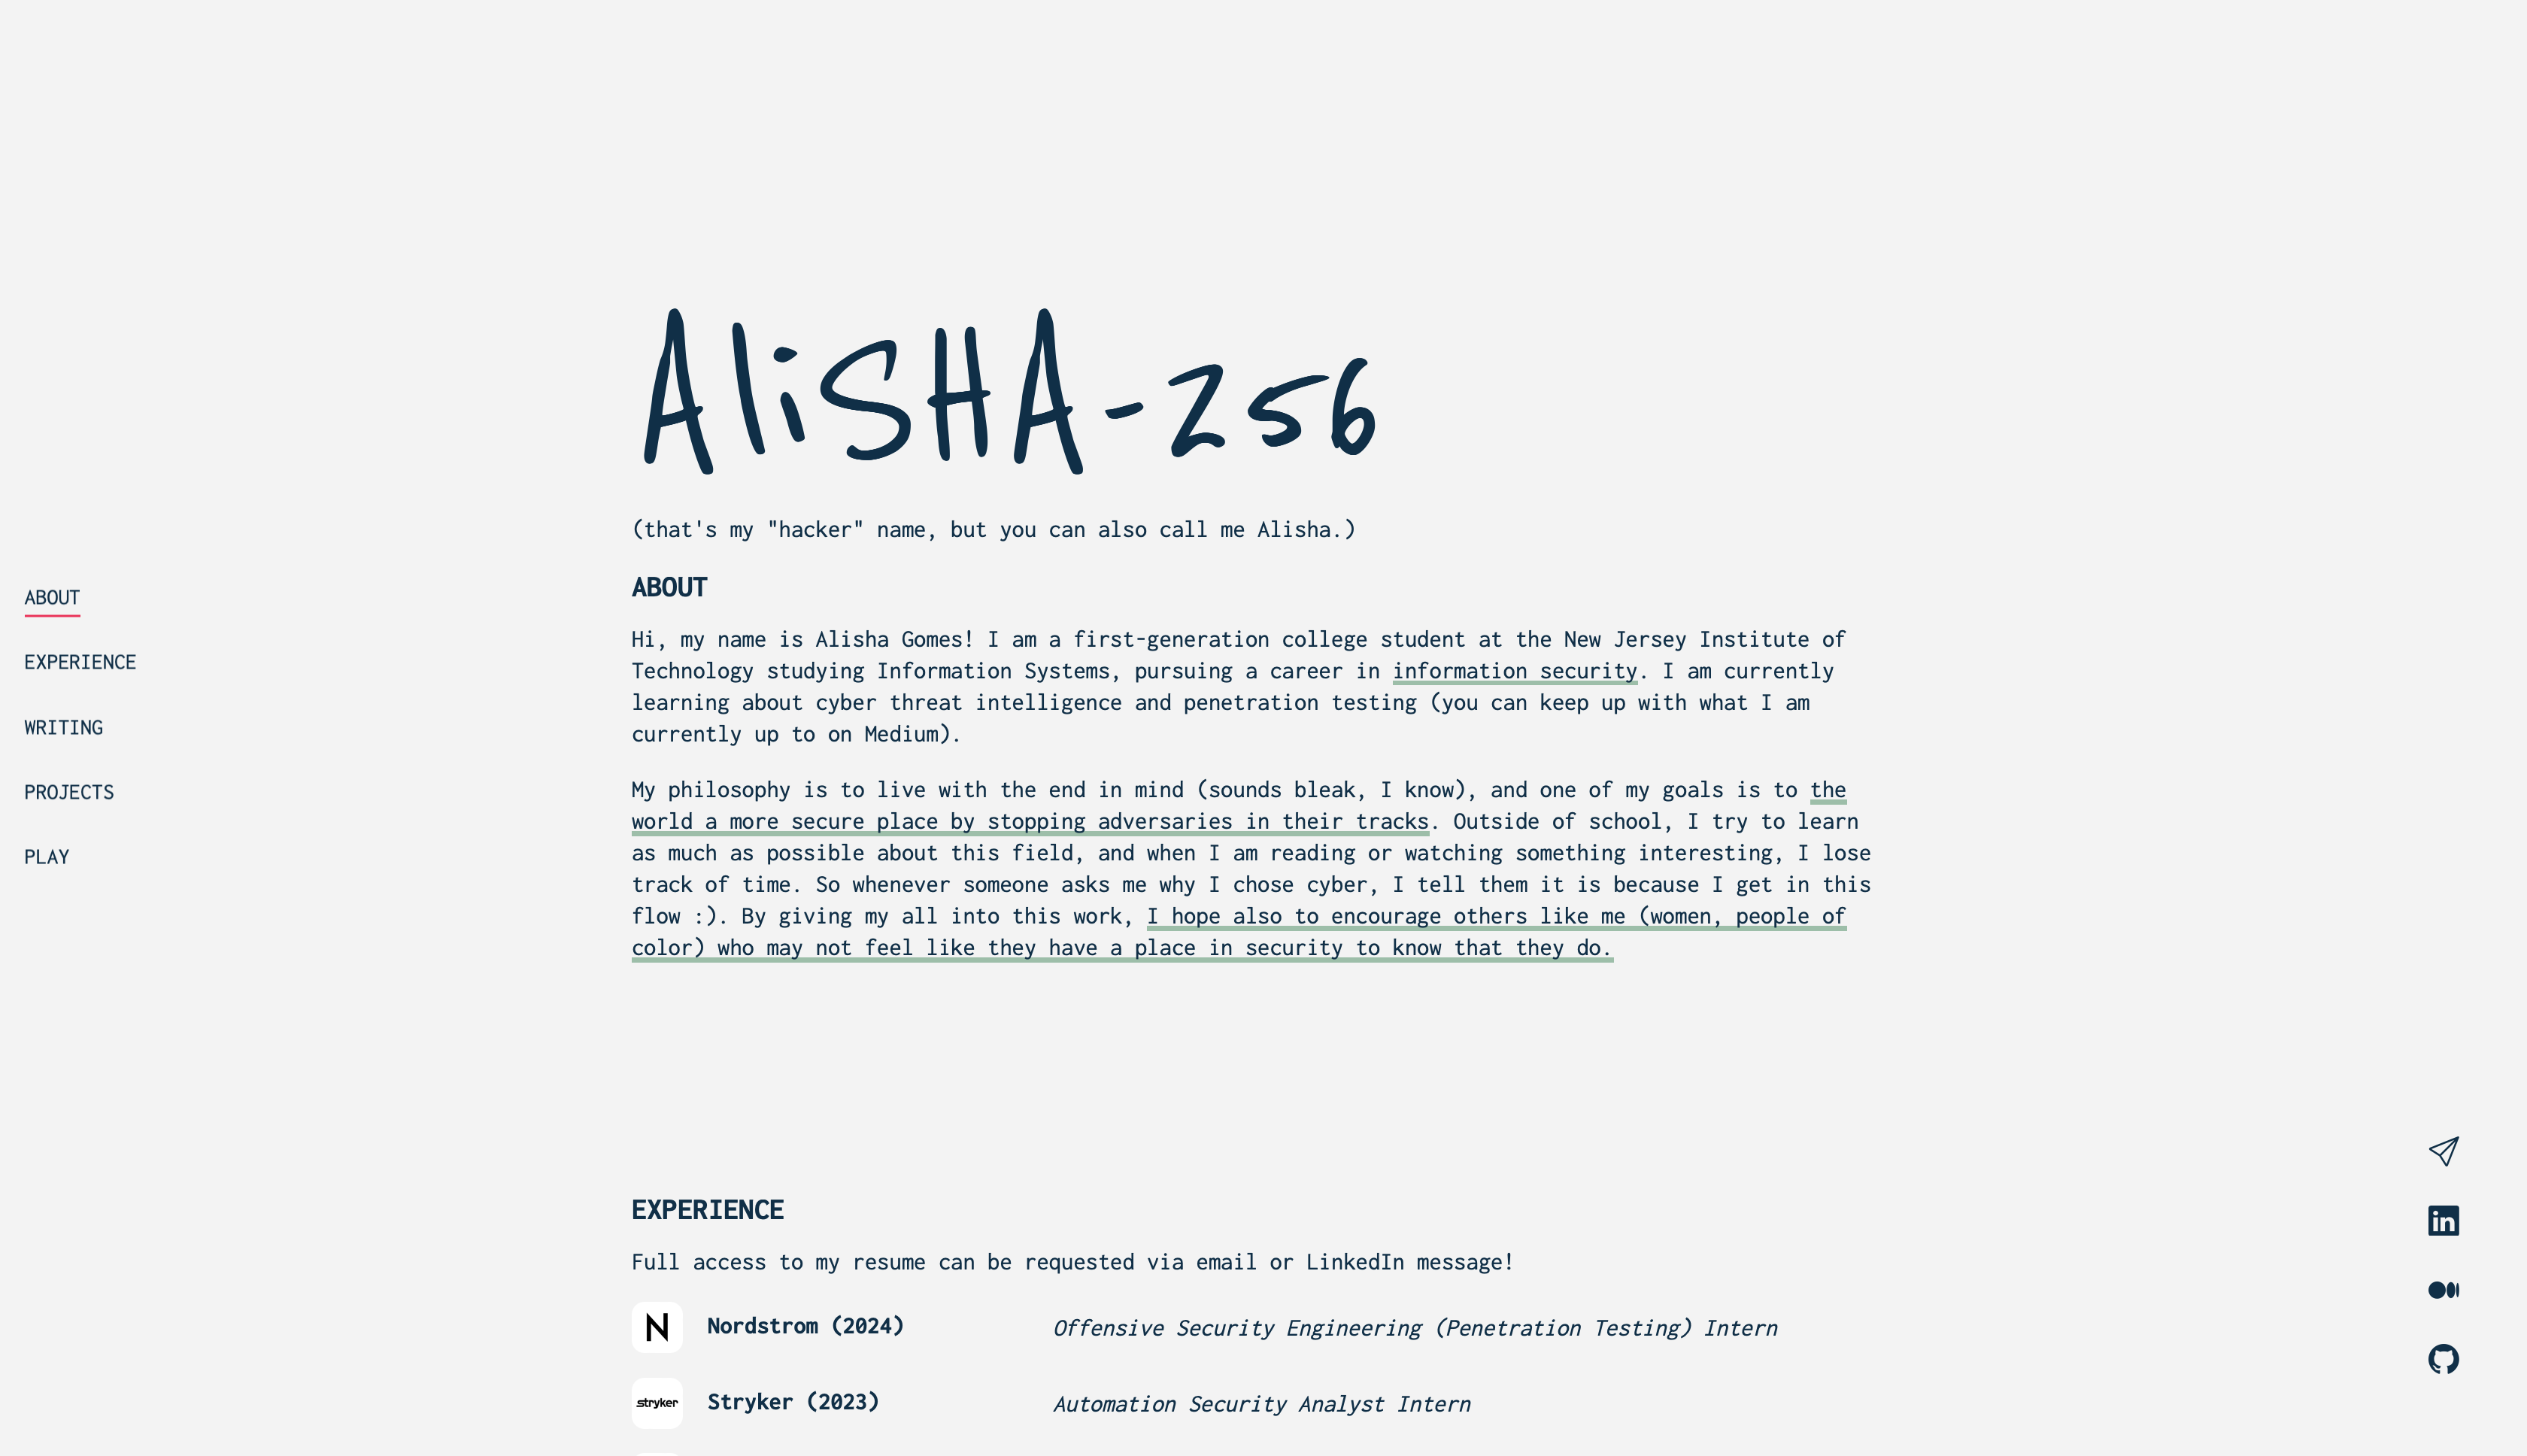 AliSHA-256
(that's my "hacker" name, but you can also call me Alisha.)
ABOUT
EXPERIENCE
WRITING
PROJECTS
PLAY
ABOUT
Hi, my name is Alisha Gomes! I am a first-generation college student at the New Jersey Institute of
Technology studying Information Systems, pursuing a career in information security. I am currently
learning about cyber threat intelligence and penetration testing (you can keep up with what I am
currently up to on Medium).
My philosophy is to live with the end in mind (sounds bleak, I know), and one of my goals is to the
world a more secure place by stopping adversaries in their tracks. Outside of school, I try to learn
as much as possible about this field, and when I am reading or watching something interesting, I lose
track of time. So whenever someone asks me why I chose cyber, I tell them it is because I get in this
flow :). By giving my all into this work, I hope also to encourage others like me (women, people of
color) who may not feel like they have a place in security to know that they do.
EXPERIENCE
Full access to my resume can be requested via email or LinkedIn message!
N Nordstrom (2024) Offensive Security Engineering (Penetration Testing) Intern
stryker Stryker (2023) Automation Security Analyst Intern
in